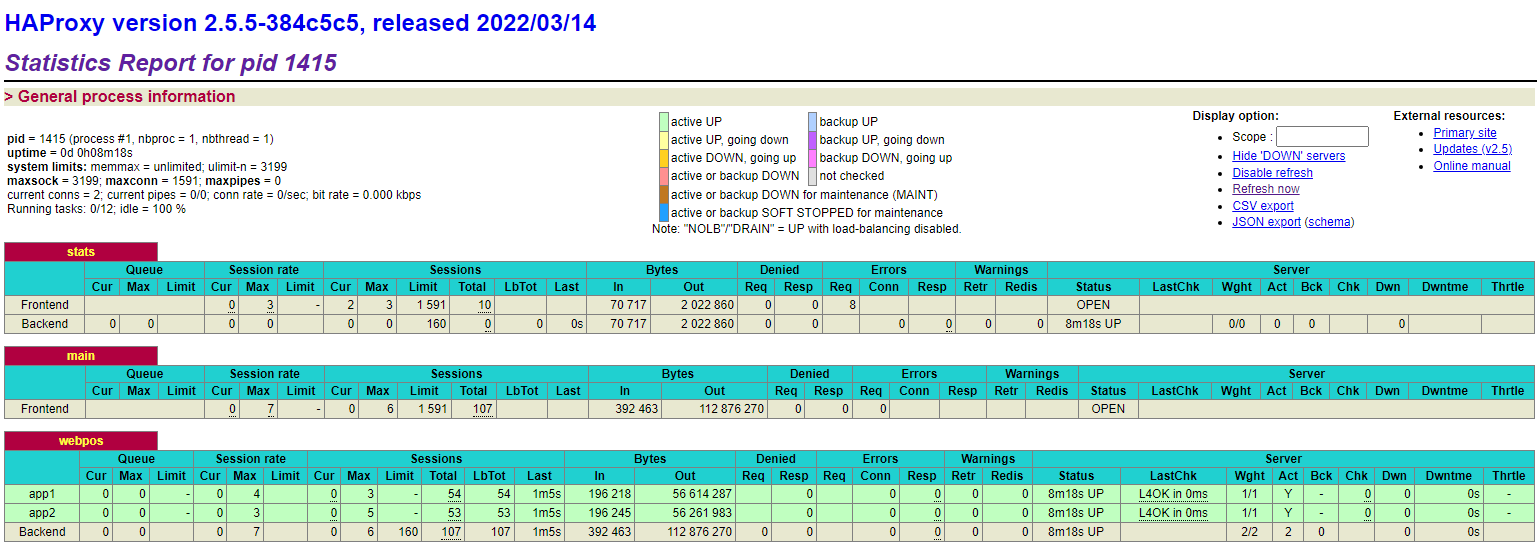 HAProxy version 2.5.5-384c5c5, released 2022/03/14
Statistics Report for pid 1415
> General process information
pid = 1415 (process #1, nbproc = 1, nbthread = 1)
uptime = 0d 0h08m18s
system limits: memmax = unlimited; ulimit-n = 3199
maxsock = 3199; maxconn = 1591; maxpipes = 0
current conns = 2; current pipes = 0/0; conn rate = 0/sec; bit rate = 0.000 kbps
Running tasks: 0/12; idle = 100 %
active UP backup UP
active UP, going down backup UP, going down
active DOWN, going up backup DOWN, going up
active or backup DOWN not checked
active or backup DOWN for maintenance (MAINT)
active or backup SOFT STOPPED for maintenance
Note: "NOLB"/"DRAIN" = UP with load-balancing disabled.
Display option:
Scope :
Hide 'DOWN' servers
Disable refresh
Refresh now
CSV export
JSON export (schema)
External resources:
Primary site
Updates (v2.5)
Online manual
stats
Queue Session rate Sessions Bytes Denied Errors Warnings Server
Cur Max Limit Cur Max Limit Cur Max Limit Total LbTot Last In Out Req Resp Req Conn Resp Retr Redis Status LastChk Wght Act Bck Chk Dwn Dwntme Thrtle
Frontend 0 3 - 2 3 1 591 10 70 717 2 022 860 0 0 8 OPEN
Backend 0 0 0 0 0 0 160 0 0 0s 70 717 2 022 860 0 0 0 0 0 0 8m18s UP 0/0 0 0 0
main
Queue Session rate Sessions Bytes Denied Errors Warnings Server
Cur Max Limit Cur Max Limit Cur Max Limit Total LbTot Last In Out Req Resp Req Conn Resp Retr Redis Status LastChk Wght Act Bck Chk Dwn Dwntme Thrtle
Frontend 0 7 - 0 6 1 591 107 392 463 112 876 270 0 0 0 OPEN
webpos
Queue Session rate Sessions Bytes Denied Errors Warnings Server
Cur Max Limit Cur Max Limit Cur Max Limit Total LbTot Last In Out Req Resp Req Conn Resp Retr Redis Status LastChk Wght Act Bck Chk Dwn Dwntme Thrtle
app1 0 0 - 0 4 0 3 - 54 54 1m5s 196 218 56 614 287 0 0 0 0 0 8m18s UP L4OK in 0ms 1/1 Y - 0 0 0s -
app2 0 0 - 0 3 0 5 - 53 53 1m5s 196 245 56 261 983 0 0 0 0 0 8m18s UP L4OK in 0ms 1/1 Y - 0 0 0s -
Backend 0 0 0 7 0 6 160 107 107 1m5s 392 463 112 876 270 0 0 0 0 0 0 8m18s UP 2/2 2 0 0 0s